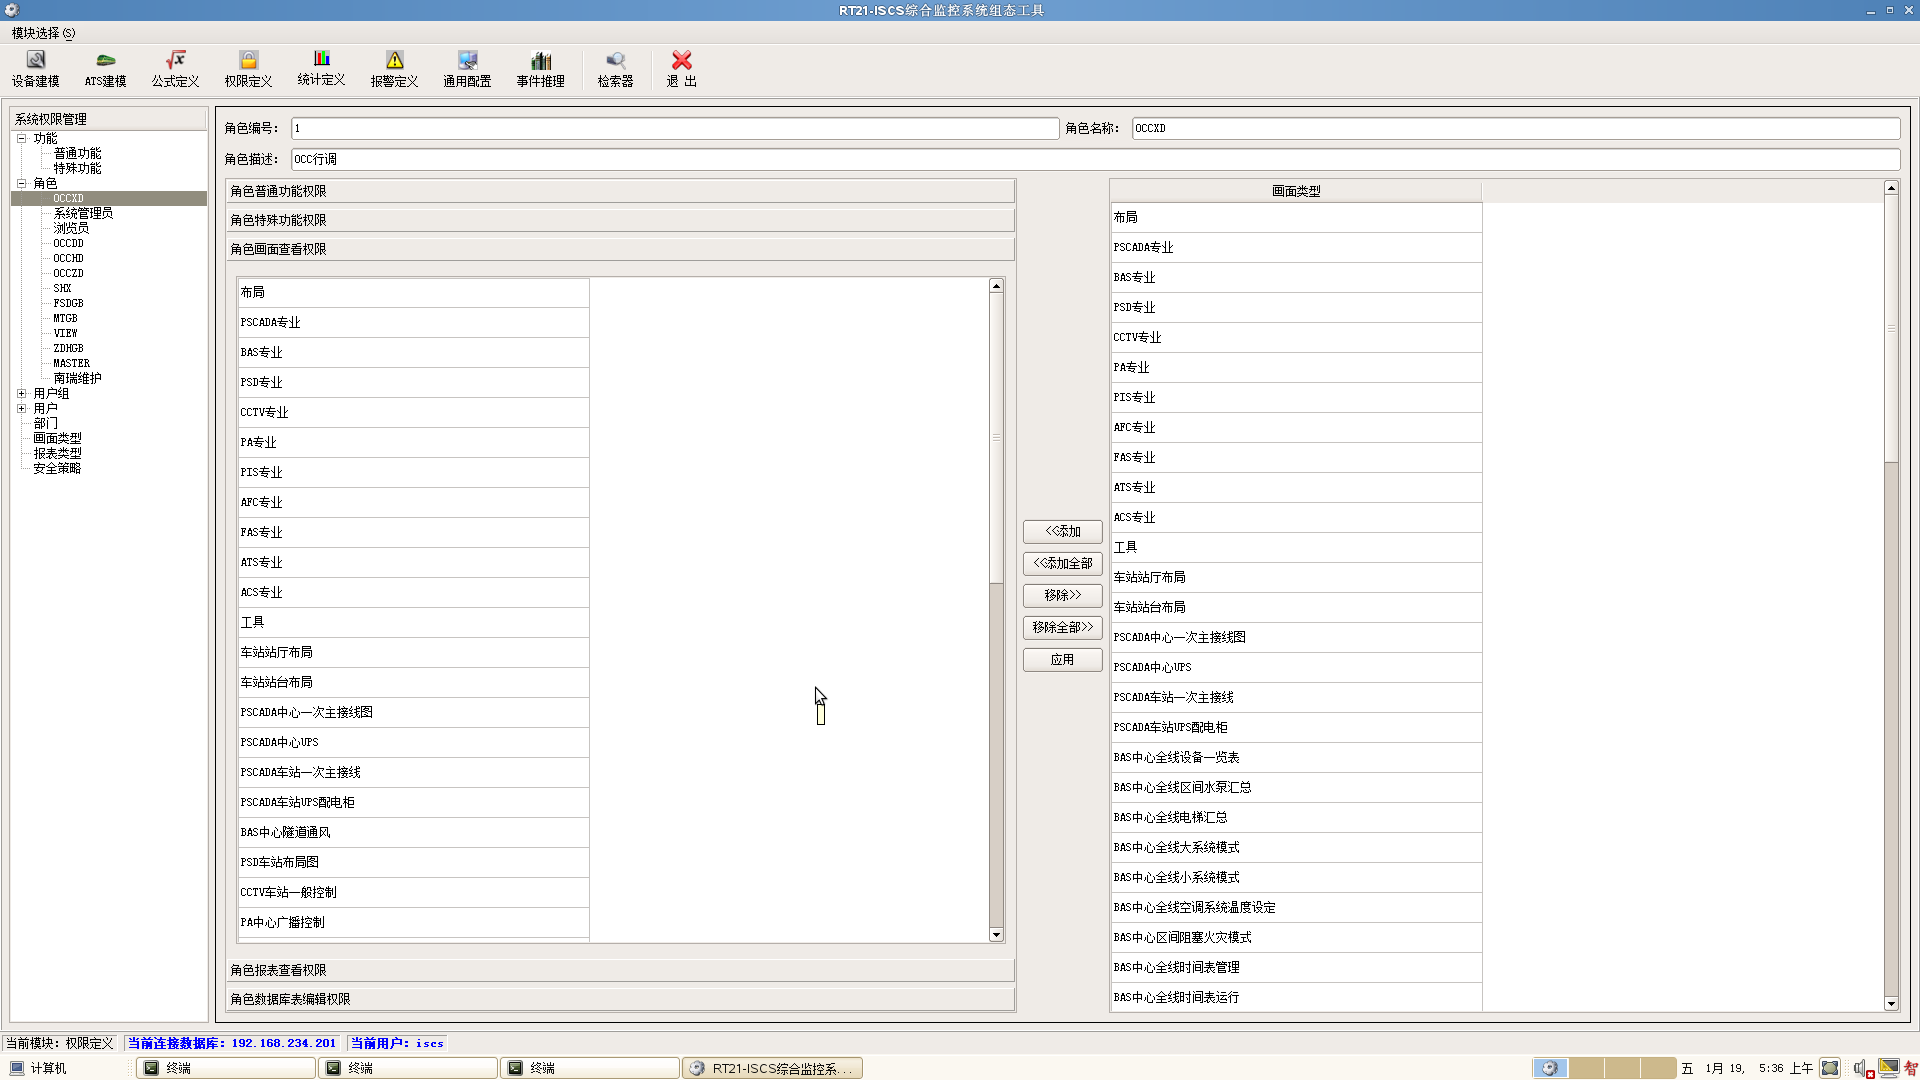 RT21-ISCS综合监控系统组态工具
模块选择 (S)
设备建模 ATS建模 公式定义 权限定义 统计定义 报警定义 通用配置 事件推理 检索器 退 出
系统权限管理
功能
普通功能
特殊功能
角色
OCCXD
系统管理员
浏览员
OCCDD
OCCHD
OCCZD
SHX
FSDGB
MTGB
VIEW
ZDHGB
MASTER
南瑞维护
用户组
用户
部门
画面类型
报表类型
安全策略
角色编号: 1 角色名称: OCCXD
角色描述: OCC行调
角色普通功能权限
角色特殊功能权限
角色画面查看权限
布局
PSCADA专业
BAS专业
PSD专业
CCTV专业
PA专业
PIS专业
AFC专业
FAS专业
ATS专业
ACS专业
工具
车站站厅布局
车站站台布局
PSCADA中心一次主接线图
PSCADA中心UPS
PSCADA车站一次主接线
PSCADA车站UPS配电柜
BAS中心隧道通风
PSD车站布局图
CCTV车站一般控制
PA中心广播控制
角色报表查看权限
角色数据库表编辑权限
<<添加
<<添加全部
移除>>
移除全部>>
应用
画面类型
布局
PSCADA专业
BAS专业
PSD专业
CCTV专业
PA专业
PIS专业
AFC专业
FAS专业
ATS专业
ACS专业
工具
车站站厅布局
车站站台布局
PSCADA中心一次主接线图
PSCADA中心UPS
PSCADA车站一次主接线
PSCADA车站UPS配电柜
BAS中心全线设备一览表
BAS中心全线区间水泵汇总
BAS中心全线电梯汇总
BAS中心全线大系统模式
BAS中心全线小系统模式
BAS中心全线空调系统温度设定
BAS中心区间阻塞火灾模式
BAS中心全线时间表管理
BAS中心全线时间表运行
当前模块: 权限定义 当前连接数据库: 192.168.234.201 当前用户: iscs
计算机 终端 终端 终端 RT21-ISCS综合监控系... 五 1月 19, 5:36 上午 智